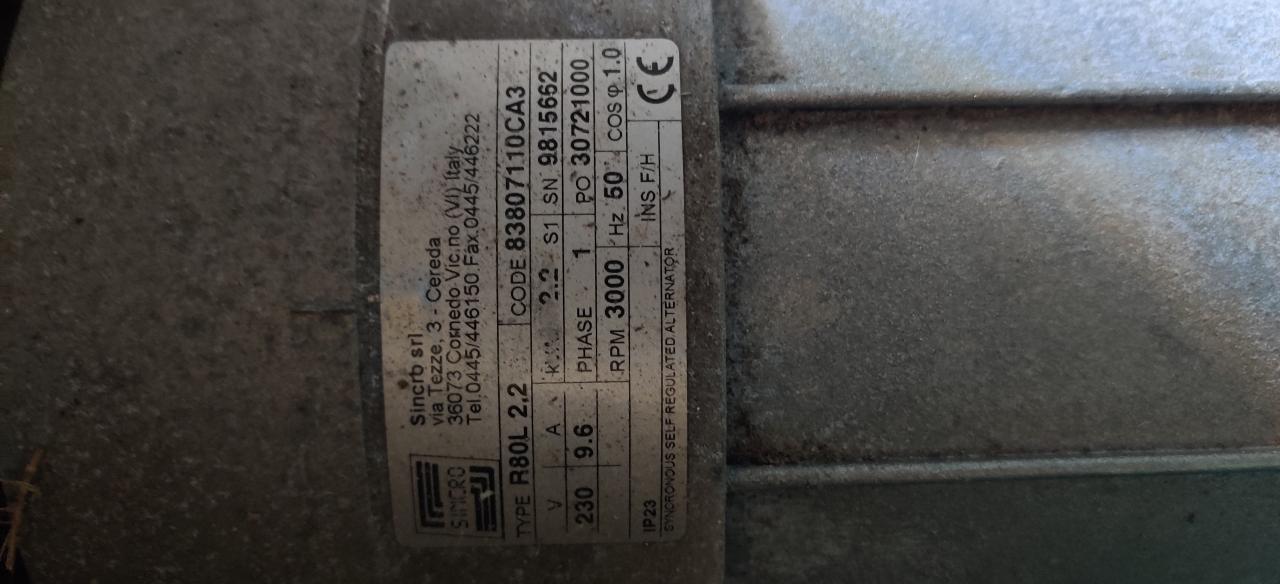 SINCRO
Sincro srl
via Tezze, 3 - Cereda
36073 Cornedo Vic.no (VI) Italy
Tel.0445/446150 Fax.0445/446222
TYPE R80L 2.2 CODE 83807110CA3
V A 2.2 S1 SN 9815662
230 9.6 PHASE 1 PO 30721000
RPM 3000 Hz 50 COS φ 1.0
IP23 INS F/H CE
SYNCRONOUS SELF REGULATED ALTERNATOR